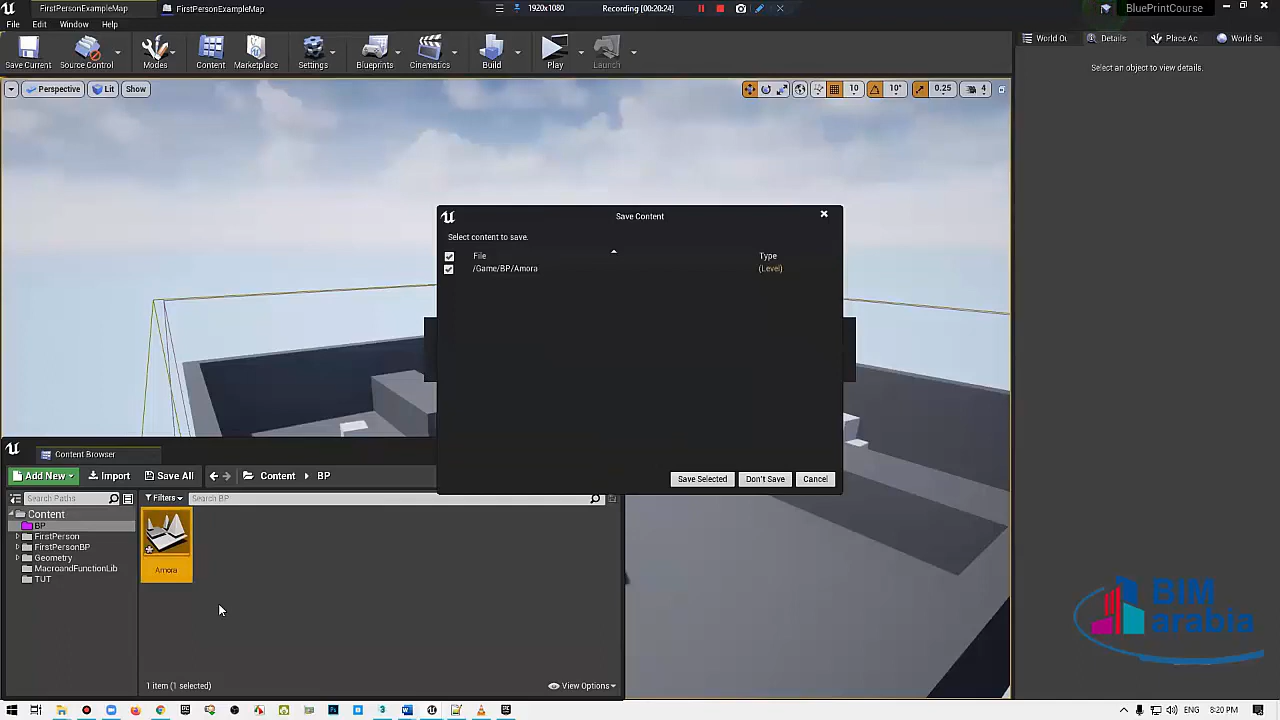 FirstPersonExampleMap
FirstPersonExampleMap
1920x1080
Recording [00:20:24]
BluePrintCourse
File
Edit
Window
Help
World Ou
Details
Place Ac
World Se
Save Current
Source Control
Modes
Content
Marketplace
Settings
Blueprints
Cinematics
Build
Play
Launch
Select an object to view details.
Perspective
Lit
Show
10
10°
0.25
4
Save Content
Select content to save.
File
Type
/Game/BP/Amora
(Level)
Save Selected
Don't Save
Cancel
Content Browser
Add New
Import
Save All
Content
BP
Search Paths
Filters
Search BP
Content
BP
FirstPerson
FirstPersonBP
Geometry
MacroandFunctionLib
TUT
Amora
1 item (1 selected)
View Options
BIM
arabia
ENG
8:20 PM